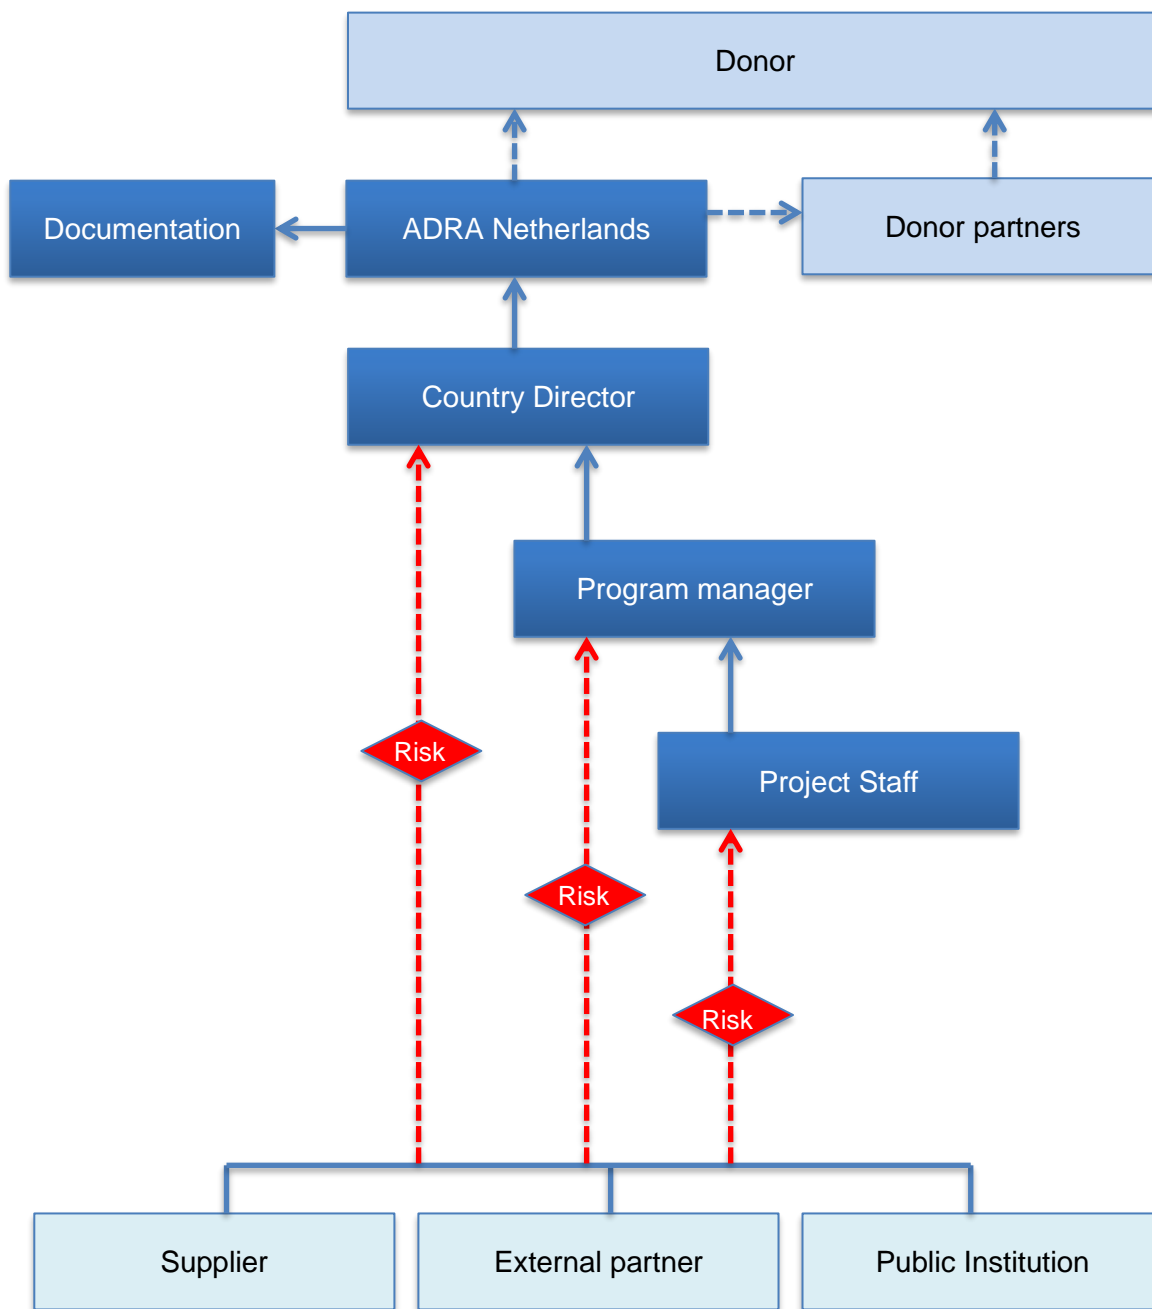 Donor
Documentation
ADRA Netherlands
Donor partners
Country Director
Program manager
Risk
Project Staff
Risk
Risk
Supplier
External partner
Public Institution